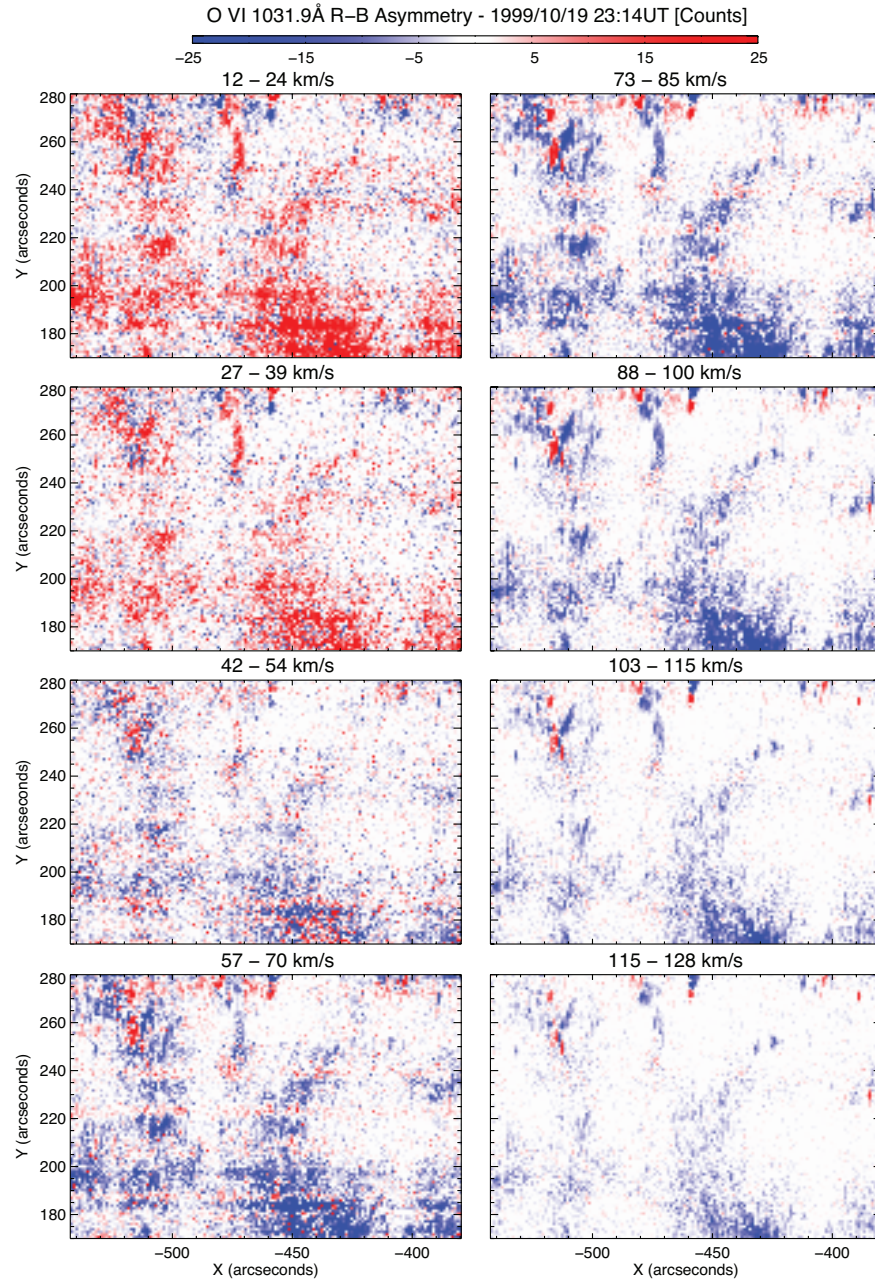 O VI 1031.9Å R−B Asymmetry - 1999/10/19 23:14UT [Counts]
−25 −15 −5 5 15 25
12 − 24 km/s 73 − 85 km/s
280
260
240
220
200
180
Y (arcseconds)
27 − 39 km/s 88 − 100 km/s
280
260
240
220
200
180
Y (arcseconds)
42 − 54 km/s 103 − 115 km/s
280
260
240
220
200
180
Y (arcseconds)
57 − 70 km/s 115 − 128 km/s
280
260
240
220
200
180
Y (arcseconds)
−500 −450 −400 −500 −450 −400
X (arcseconds) X (arcseconds)